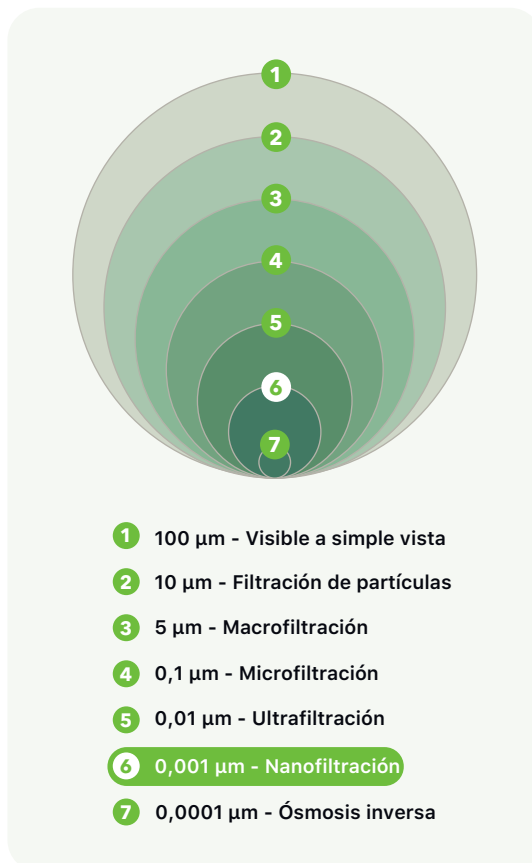 1
2
3
4
5
6
7
1 100 μm - Visible a simple vista
2 10 μm - Filtración de partículas
3 5 μm - Macrofiltración
4 0,1 μm - Microfiltración
5 0,01 μm - Ultrafiltración
6 0,001 μm - Nanofiltración
7 0,0001 μm - Ósmosis inversa